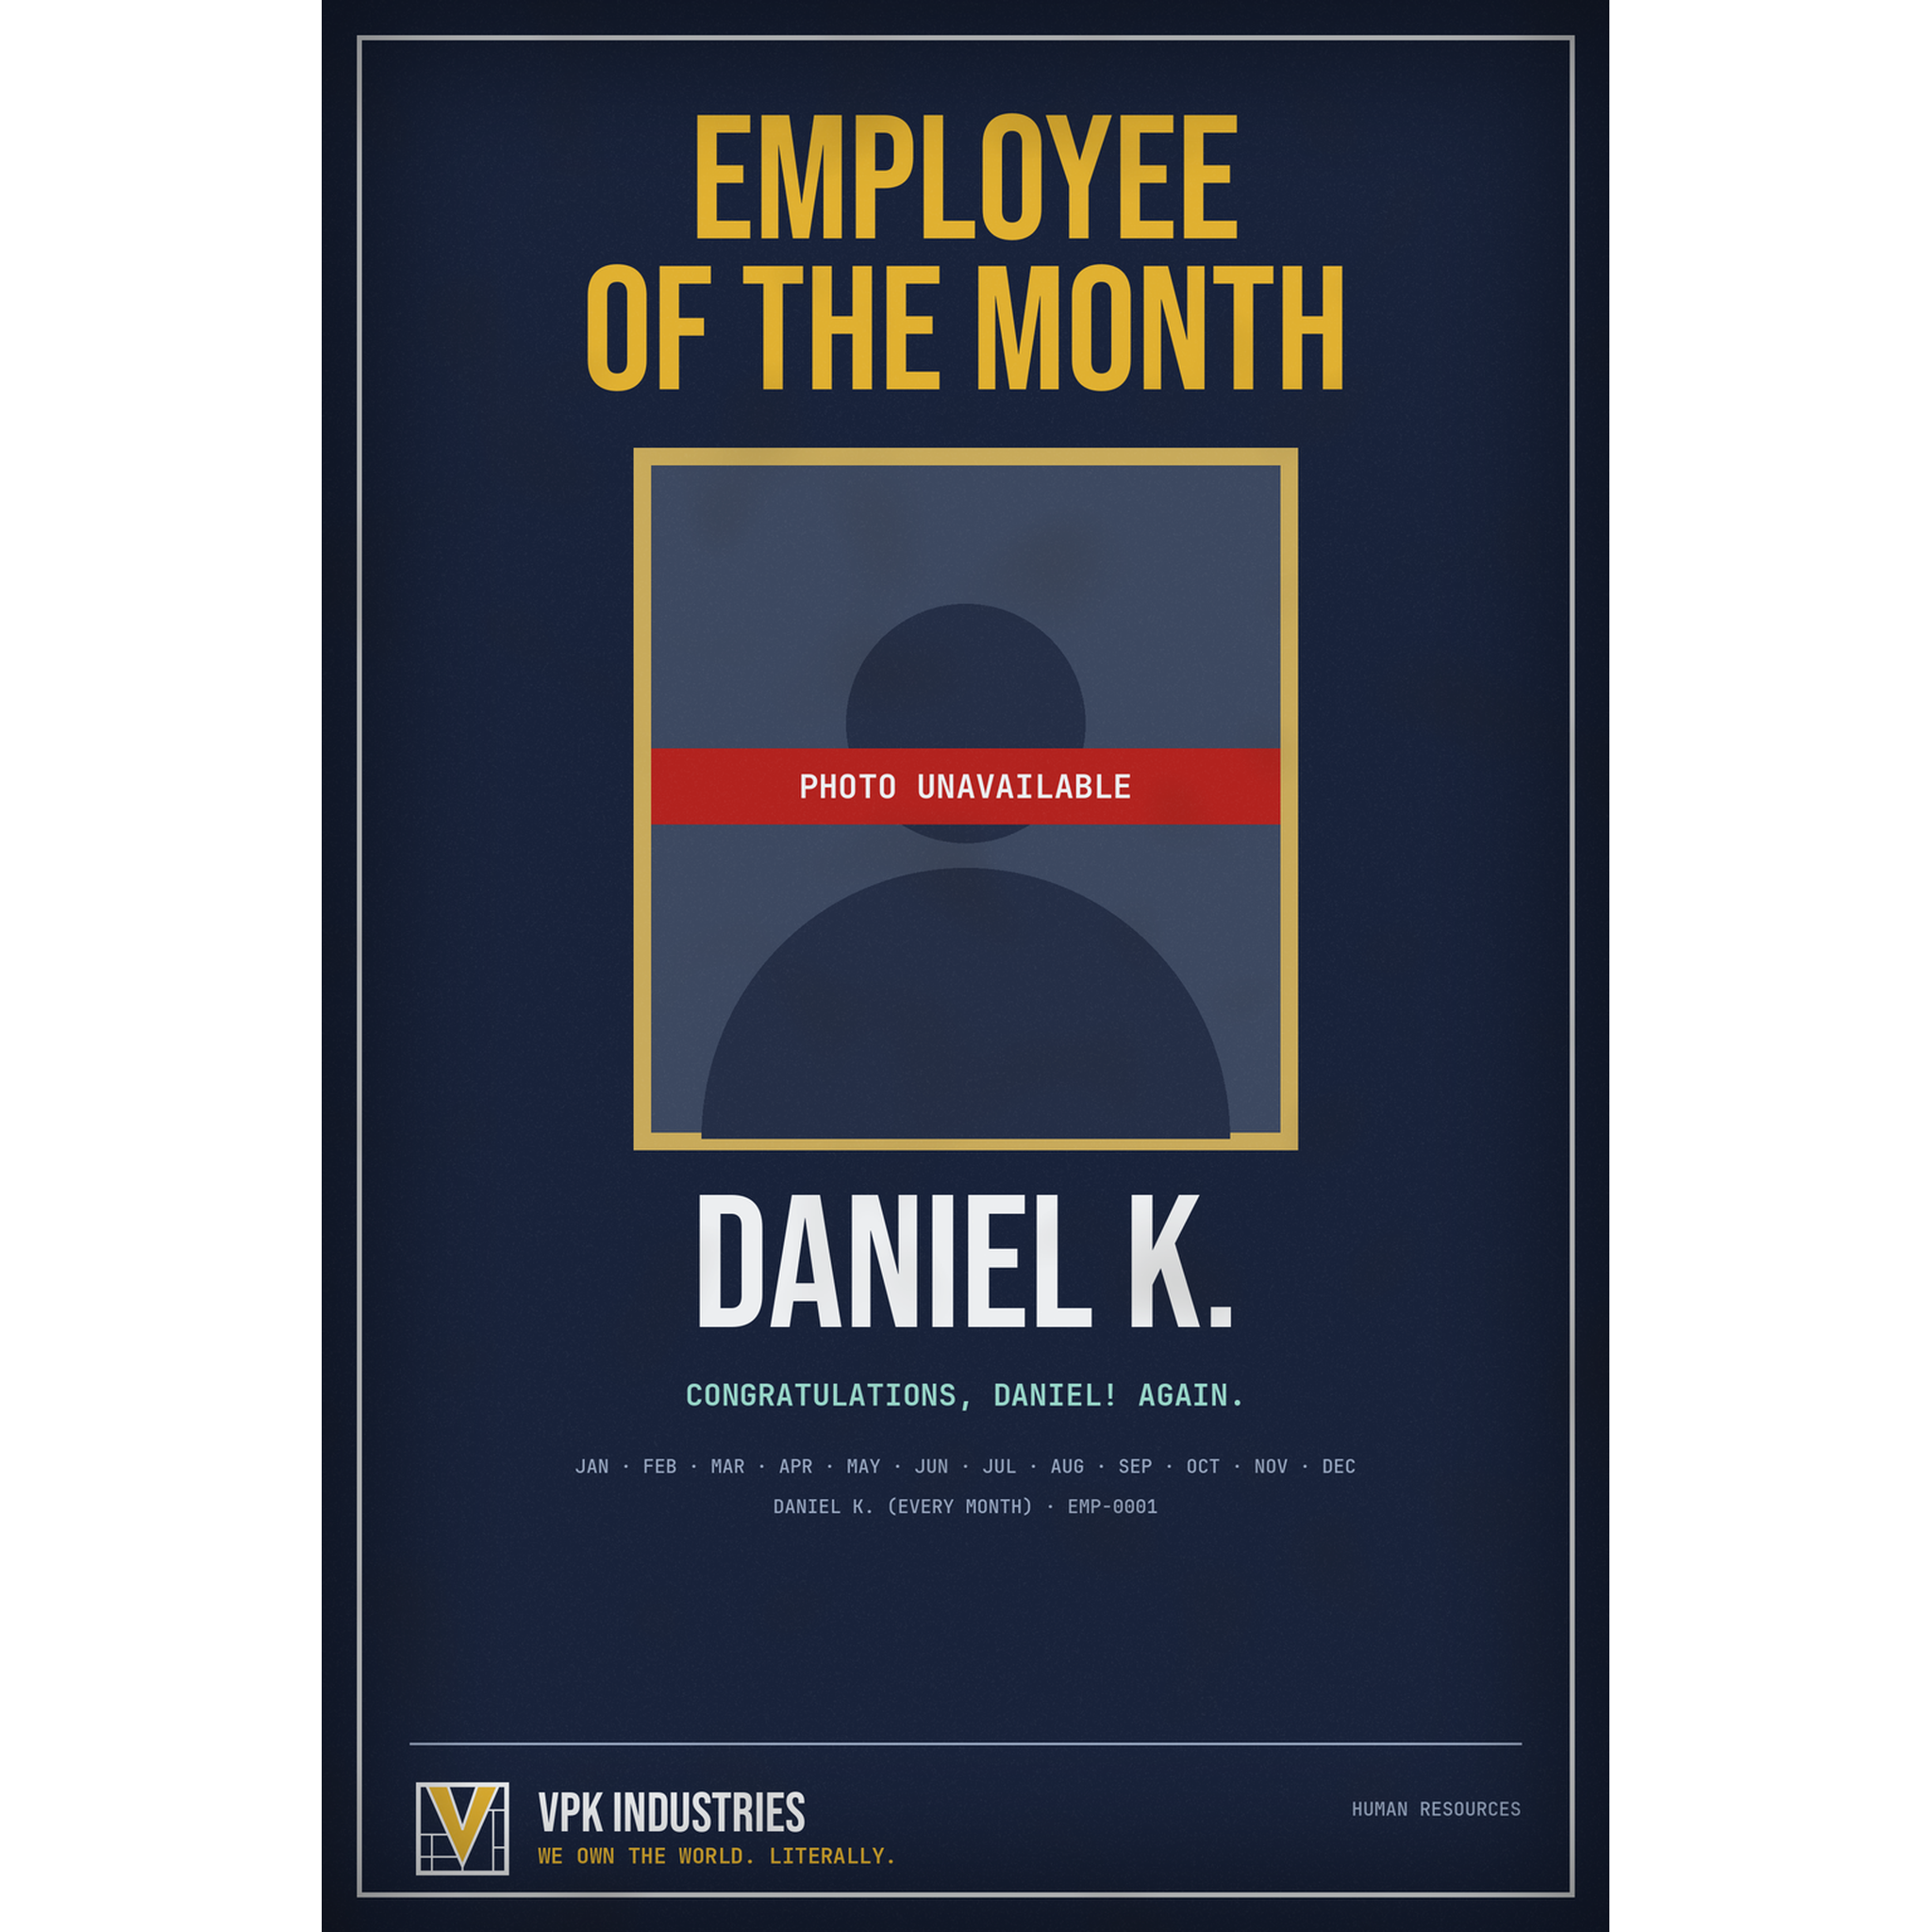 EMPLOYEE
OF THE MONTH
PHOTO UNAVAILABLE
DANIEL K.
CONGRATULATIONS, DANIEL! AGAIN.
JAN · FEB · MAR · APR · MAY · JUN · JUL · AUG · SEP · OCT · NOV · DEC
DANIEL K. (EVERY MONTH) · EMP-0001
V
VPK INDUSTRIES
WE OWN THE WORLD. LITERALLY.
HUMAN RESOURCES